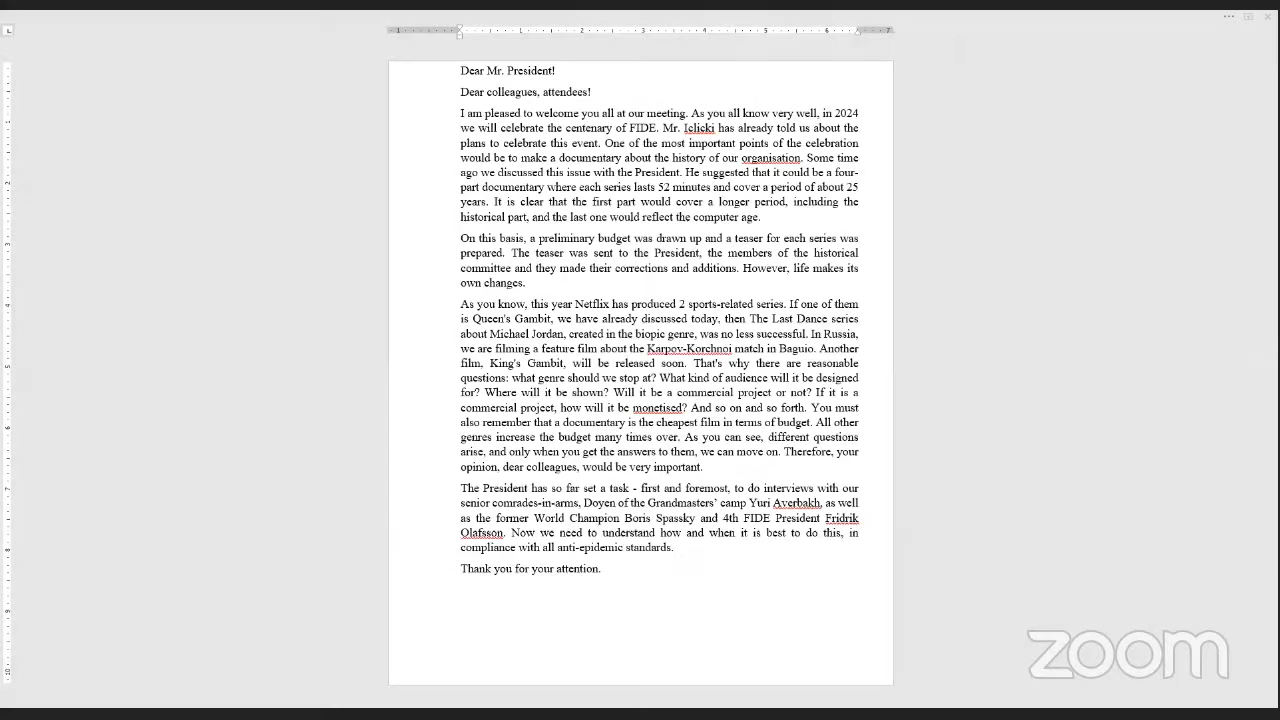 1 1 2 3 4 5 6 7
Dear Mr. President!
Dear colleagues, attendees!
I am pleased to welcome you all at our meeting. As you all know very well, in 2024
we will celebrate the centenary of FIDE. Mr. Iclicki has already told us about the
plans to celebrate this event. One of the most important points of the celebration
would be to make a documentary about the history of our organisation. Some time
ago we discussed this issue with the President. He suggested that it could be a four-
part documentary where each series lasts 52 minutes and cover a period of about 25
years. It is clear that the first part would cover a longer period, including the
historical part, and the last one would reflect the computer age.
On this basis, a preliminary budget was drawn up and a teaser for each series was
prepared. The teaser was sent to the President, the members of the historical
committee and they made their corrections and additions. However, life makes its
own changes.
As you know, this year Netflix has produced 2 sports-related series. If one of them
is Queen's Gambit, we have already discussed today, then The Last Dance series
about Michael Jordan, created in the biopic genre, was no less successful. In Russia,
we are filming a feature film about the Karpov-Korchnoi match in Baguio. Another
film, King's Gambit, will be released soon. That's why there are reasonable
questions: what genre should we stop at? What kind of audience will it be designed
for? Where will it be shown? Will it be a commercial project or not? If it is a
commercial project, how will it be monetised? And so on and so forth. You must
also remember that a documentary is the cheapest film in terms of budget. All other
genres increase the budget many times over. As you can see, different questions
arise, and only when you get the answers to them, we can move on. Therefore, your
opinion, dear colleagues, would be very important.
The President has so far set a task - first and foremost, to do interviews with our
senior comrades-in-arms, Doyen of the Grandmasters’ camp Yuri Averbakh, as well
as the former World Champion Boris Spassky and 4th FIDE President Fridrik
Olafsson. Now we need to understand how and when it is best to do this, in
compliance with all anti-epidemic standards.
Thank you for your attention.
zoom